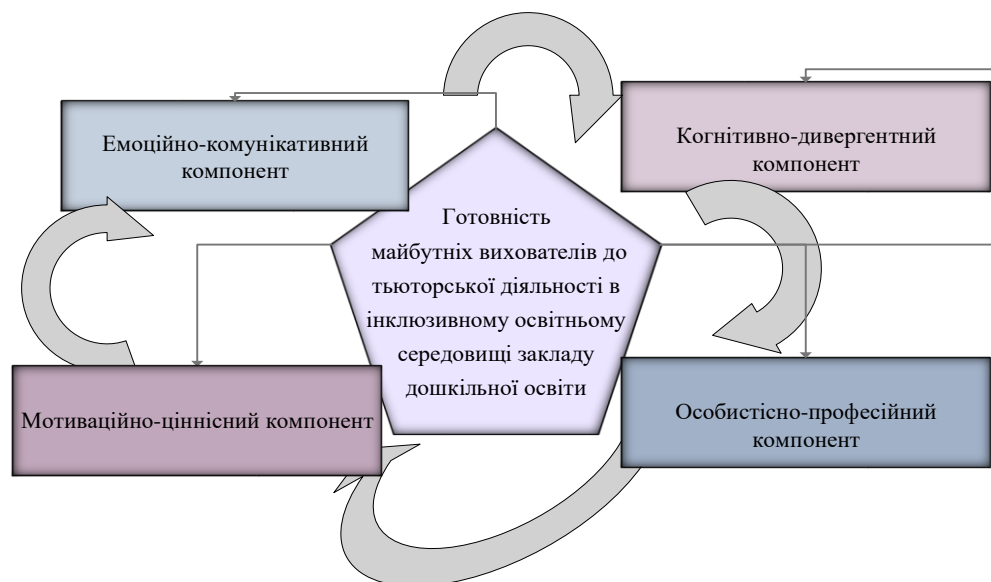 Емоційно-комунікативний
компонент
Когнітивно-дивергентний
компонент
Готовність
майбутніх вихователів до
тьюторської діяльності в
інклюзивному освітньому
середовищі закладу
дошкільної освіти
Мотиваційно-ціннісний компонент
Особистісно-професійний
компонент